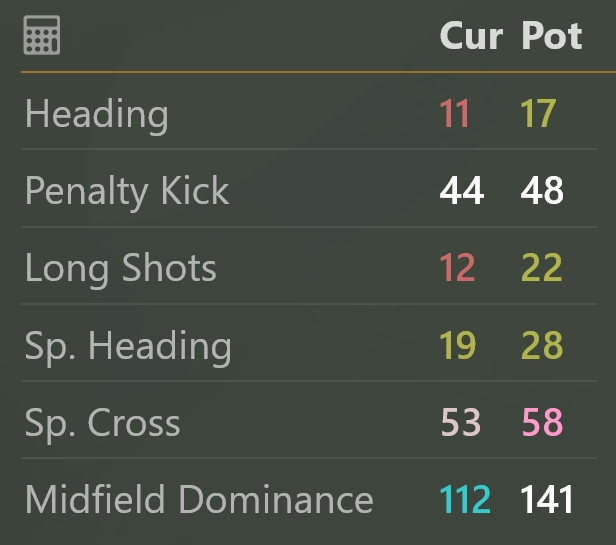 Cur Pot
Heading 11 17
Penalty Kick 44 48
Long Shots 12 22
Sp. Heading 19 28
Sp. Cross 53 58
Midfield Dominance 112 141